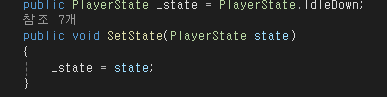 public PlayerState _state = PlayerState.IdleDown;
참조 7개
public void SetState(PlayerState state)
{
_state = state;
}